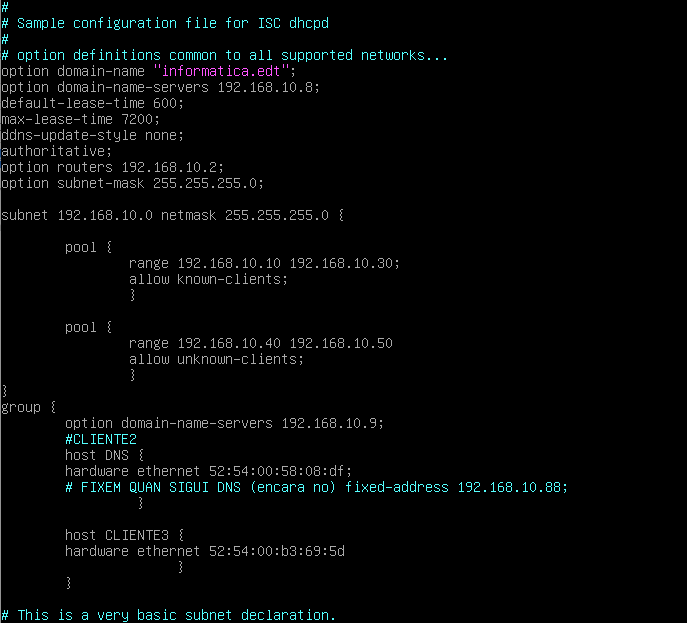 #
# Sample configuration file for ISC dhcpd
#
# option definitions common to all supported networks...
option domain-name "informatica.edt";
option domain-name-servers 192.168.10.8;
default-lease-time 600;
max-lease-time 7200;
ddns-update-style none;
authoritative;
option routers 192.168.10.2;
option subnet-mask 255.255.255.0;

subnet 192.168.10.0 netmask 255.255.255.0 {

        pool {
                range 192.168.10.10 192.168.10.30;
                allow known-clients;
                }

        pool {
                range 192.168.10.40 192.168.10.50
                allow unknown-clients;
                }
}
group {
        option domain-name-servers 192.168.10.9;
        #CLIENTE2
        host DNS {
        hardware ethernet 52:54:00:58:08:df;
        # FIXEM QUAN SIGUI DNS (encara no) fixed-address 192.168.10.88;
                 }

        host CLIENTE3 {
        hardware ethernet 52:54:00:b3:69:5d
                      }
        }

# This is a very basic subnet declaration.